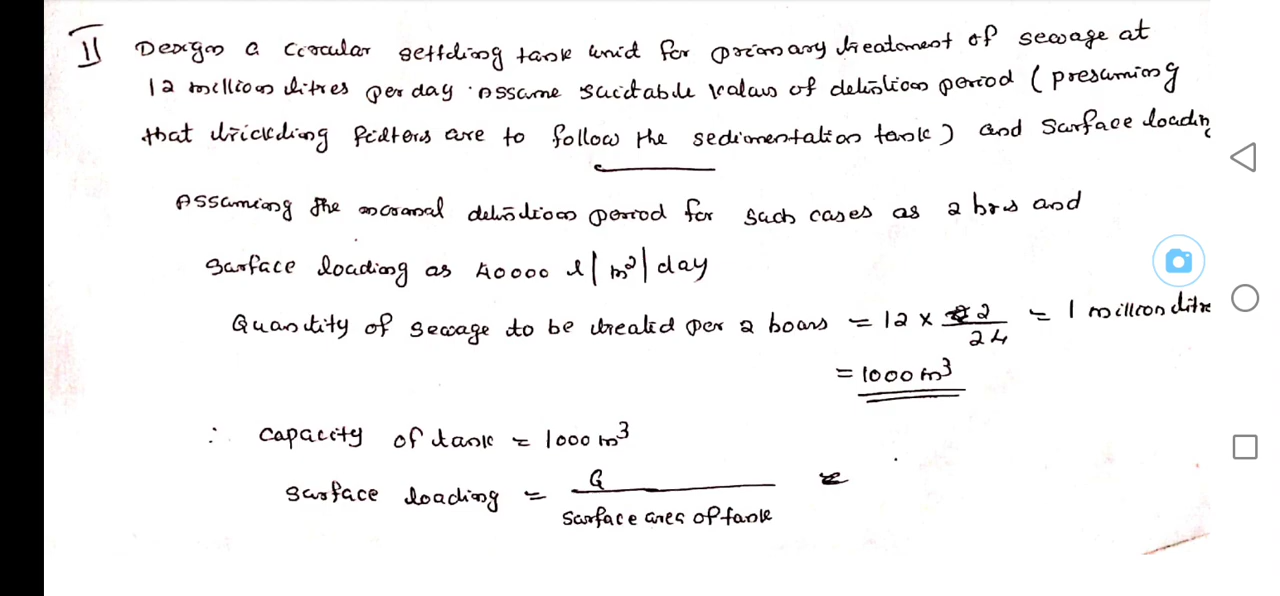 II Design a circular settling tank unit for primary treatment of sewage at
12 million litres per day. Assume suitable values of detention period (presuming
that trickling filters are to follow the sedimentation tank) and Surface loadin
Assuming the normal detention period for such cases as 2 hrs and
surface loading as 40000 l/m²/day
Quantity of sewage to be treated per 2 hours = 12 × 2/24 = 1 million litre
= 1000 m³
∴ capacity of tank = 1000 m³
surface loading = Q / Surface area of tank =